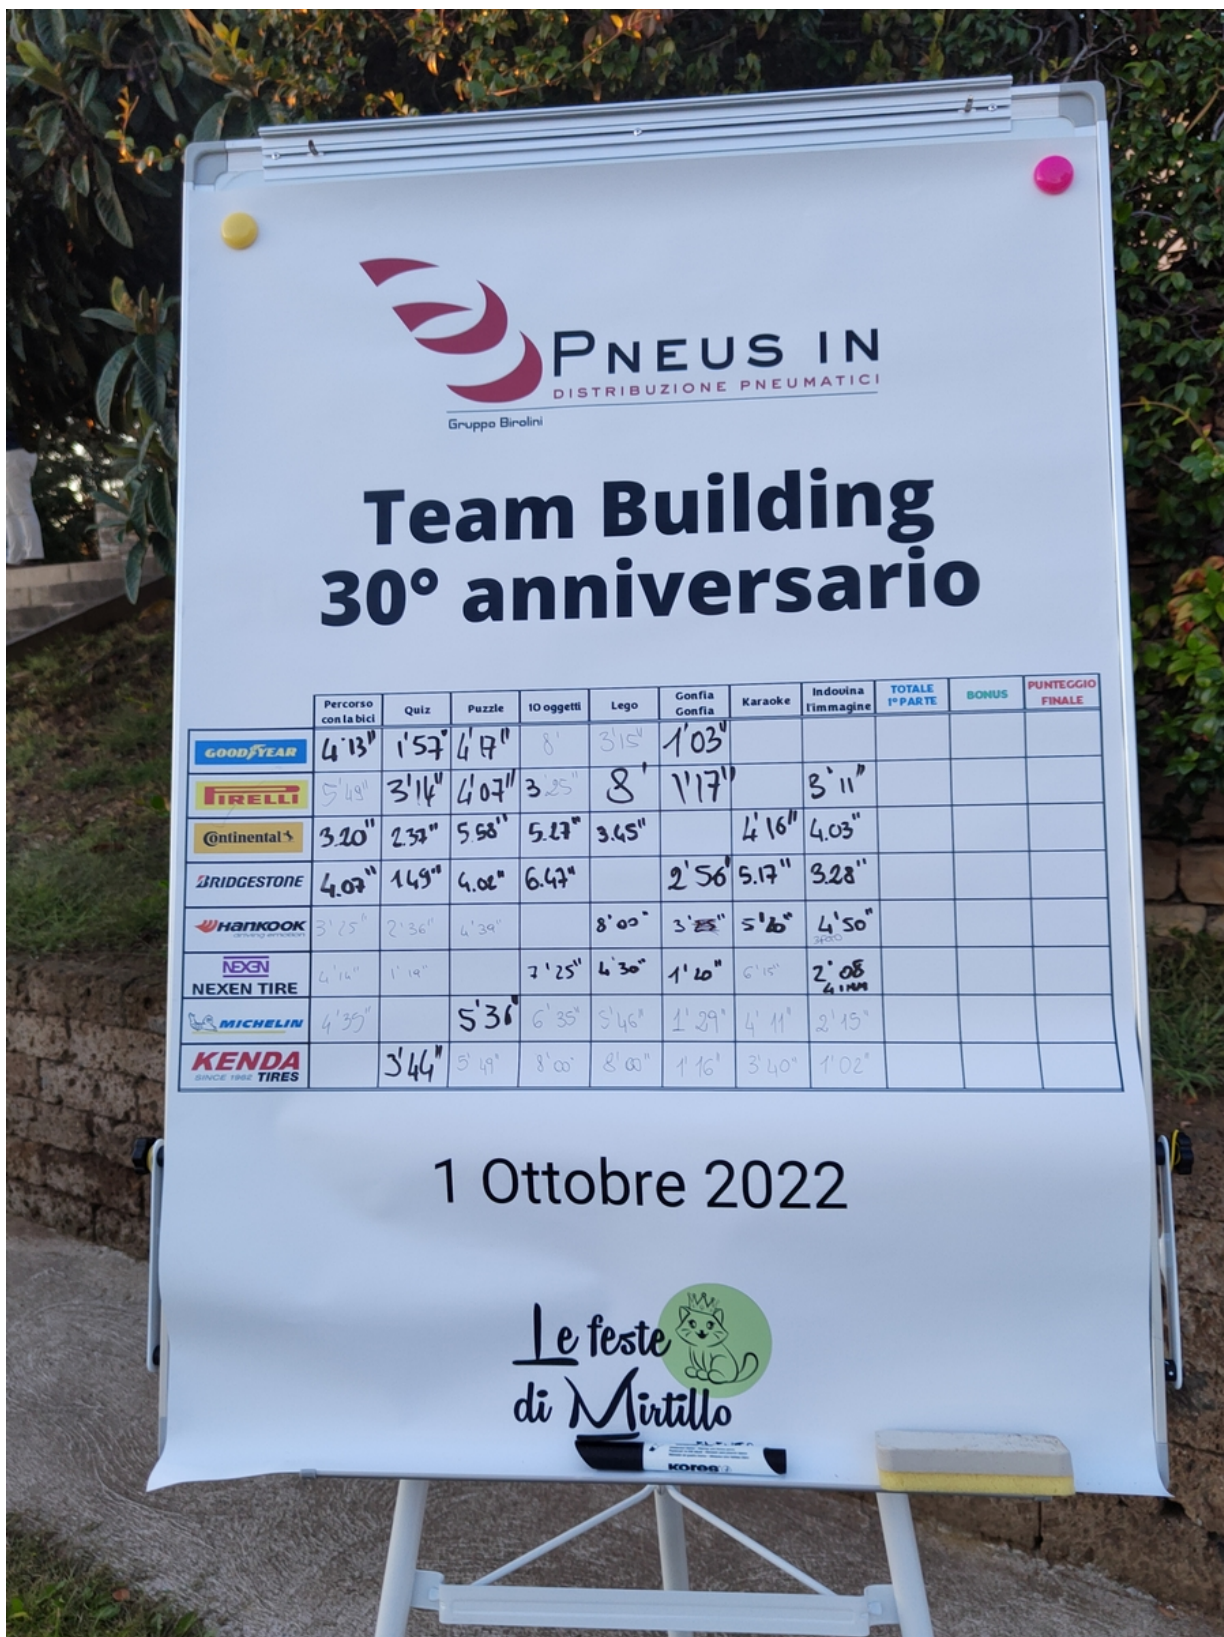 PNEUS IN
DISTRIBUZIONE PNEUMATICI
Gruppo Birolini
Team Building
30° anniversario
Percorso con la bici Quiz Puzzle 10 oggetti Lego Gonfia Gonfia Karaoke Indovina l'immagine TOTALE 1° PARTE BONUS PUNTEGGIO FINALE
GOODYEAR 4'13" 1'57" 4'17" 8' 3'15" 1'03"
PIRELLI 5'49" 3'14" 4'07" 3'25" 8' 1'17" 3'11"
Continental 3.20" 2.37" 5.58" 5.27" 3.45" 4'16" 4.03"
BRIDGESTONE 4.07" 1.49" 4.02" 6.47" 2'56" 5.17" 3.28"
HANKOOK 3'25" 2'36" 4'39" 8'00" 5'20" 4'50"
driving emotion
NEXEN
NEXEN TIRE 4'14" 1'19" 7'25" 4'30" 1'20" 6'15" 2'08
4 IMM
MICHELIN 4'35" 5'36" 6'35" 5'46" 1'29" 4'11" 2'15"
KENDA 3'44" 5'49" 8'00" 8'00" 1'16" 3'40" 1'02"
SINCE 1962 TIRES
1 Ottobre 2022
Le feste
di Mirtillo
Kores